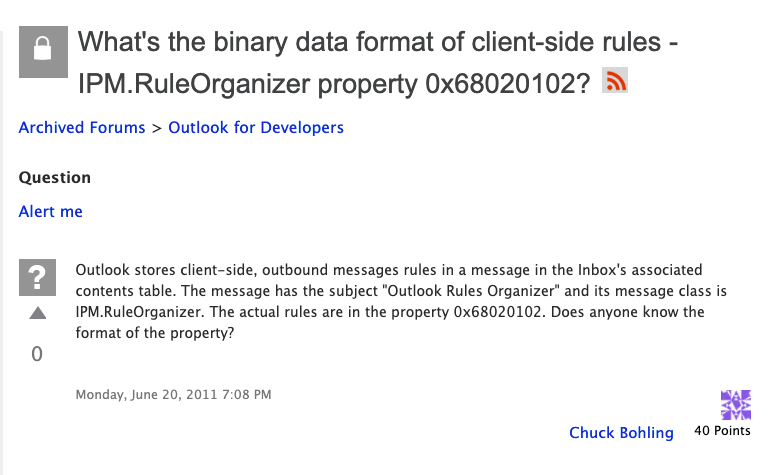 What's the binary data format of client-side rules -
IPM.RuleOrganizer property 0x68020102?
Archived Forums > Outlook for Developers
Question
Alert me
?
Outlook stores client-side, outbound messages rules in a message in the Inbox's associated
contents table. The message has the subject "Outlook Rules Organizer" and its message class is
IPM.RuleOrganizer. The actual rules are in the property 0x68020102. Does anyone know the
format of the property?
0
Monday, June 20, 2011 7:08 PM
Chuck Bohling 40 Points